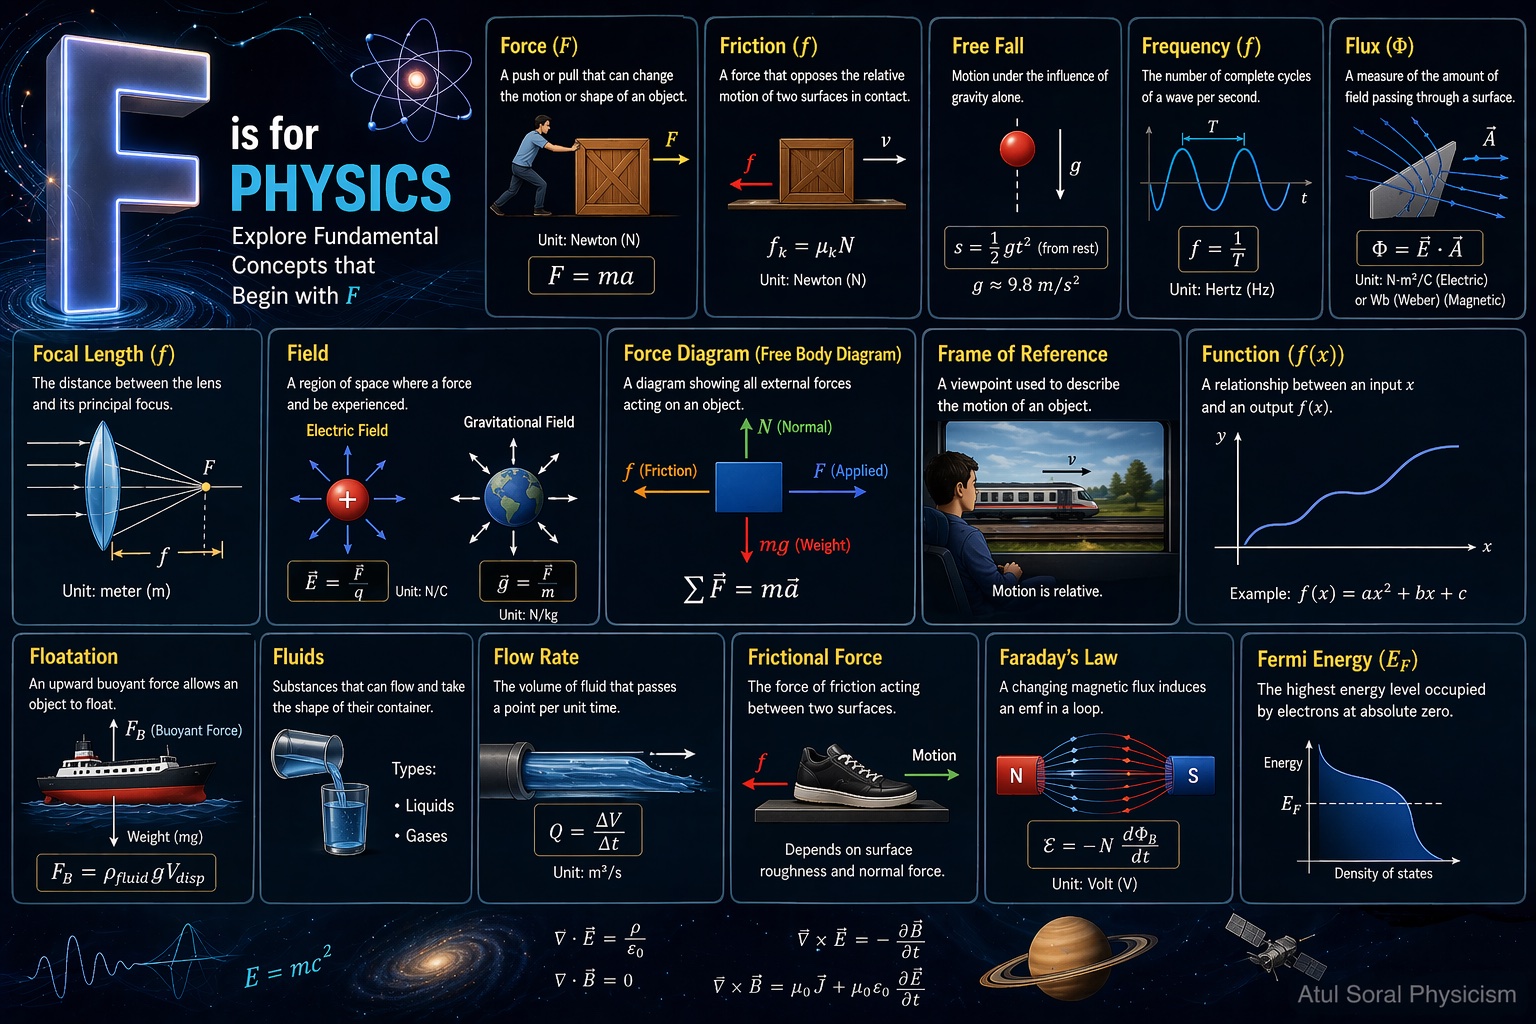 F
is for
PHYSICS
Explore Fundamental
Concepts that
Begin with F
Force (F)
A push or pull that can change
the motion or shape of an object.
F
Unit: Newton (N)
F = ma
Friction (f)
A force that opposes the relative
motion of two surfaces in contact.
f
v
fₖ = μₖN
Unit: Newton (N)
Free Fall
Motion under the influence of
gravity alone.
g
s = 1/2 gt² (from rest)
g ≈ 9.8 m/s²
Frequency (f)
The number of complete cycles
of a wave per second.
T
t
f = 1/T
Unit: Hertz (Hz)
Flux (Φ)
A measure of the amount of
field passing through a surface.
A⃗
Φ = E⃗ · A⃗
Unit: N·m²/C (Electric)
or Wb (Weber) (Magnetic)
Focal Length (f)
The distance between the lens
and its principal focus.
F
f
Unit: meter (m)
Field
A region of space where a force
and be experienced.
Electric Field
+
E⃗ = F⃗/q
Unit: N/C
Gravitational Field
g⃗ = F⃗/m
Unit: N/kg
Force Diagram (Free Body Diagram)
A diagram showing all external forces
acting on an object.
N (Normal)
f (Friction)
F (Applied)
mg (Weight)
∑ F⃗ = ma⃗
Frame of Reference
A viewpoint used to describe
the motion of an object.
v
Motion is relative.
Function (f(x))
A relationship between an input x
and an output f(x).
y
x
Example: f(x) = ax² + bx + c
Floatation
An upward buoyant force allows an
object to float.
F_B (Buoyant Force)
Weight (mg)
F_B = ρ_fluid gV_disp
Fluids
Substances that can flow and take
the shape of their container.
Types:
• Liquids
• Gases
Flow Rate
The volume of fluid that passes
a point per unit time.
Q = ΔV/Δt
Unit: m³/s
Frictional Force
The force of friction acting
between two surfaces.
f
Motion
Depends on surface
roughness and normal force.
Faraday's Law
A changing magnetic flux induces
an emf in a loop.
N
S
ℰ = −N dΦ_B/dt
Unit: Volt (V)
Fermi Energy (E_F)
The highest energy level occupied
by electrons at absolute zero.
Energy
E_F
Density of states
E = mc²
∇⃗ · E⃗ = ρ/ε₀
∇⃗ · B⃗ = 0
∇⃗ × E⃗ = − ∂B⃗/∂t
∇⃗ × B⃗ = μ₀J⃗ + μ₀ε₀ ∂E⃗/∂t
Atul Soral Physicism